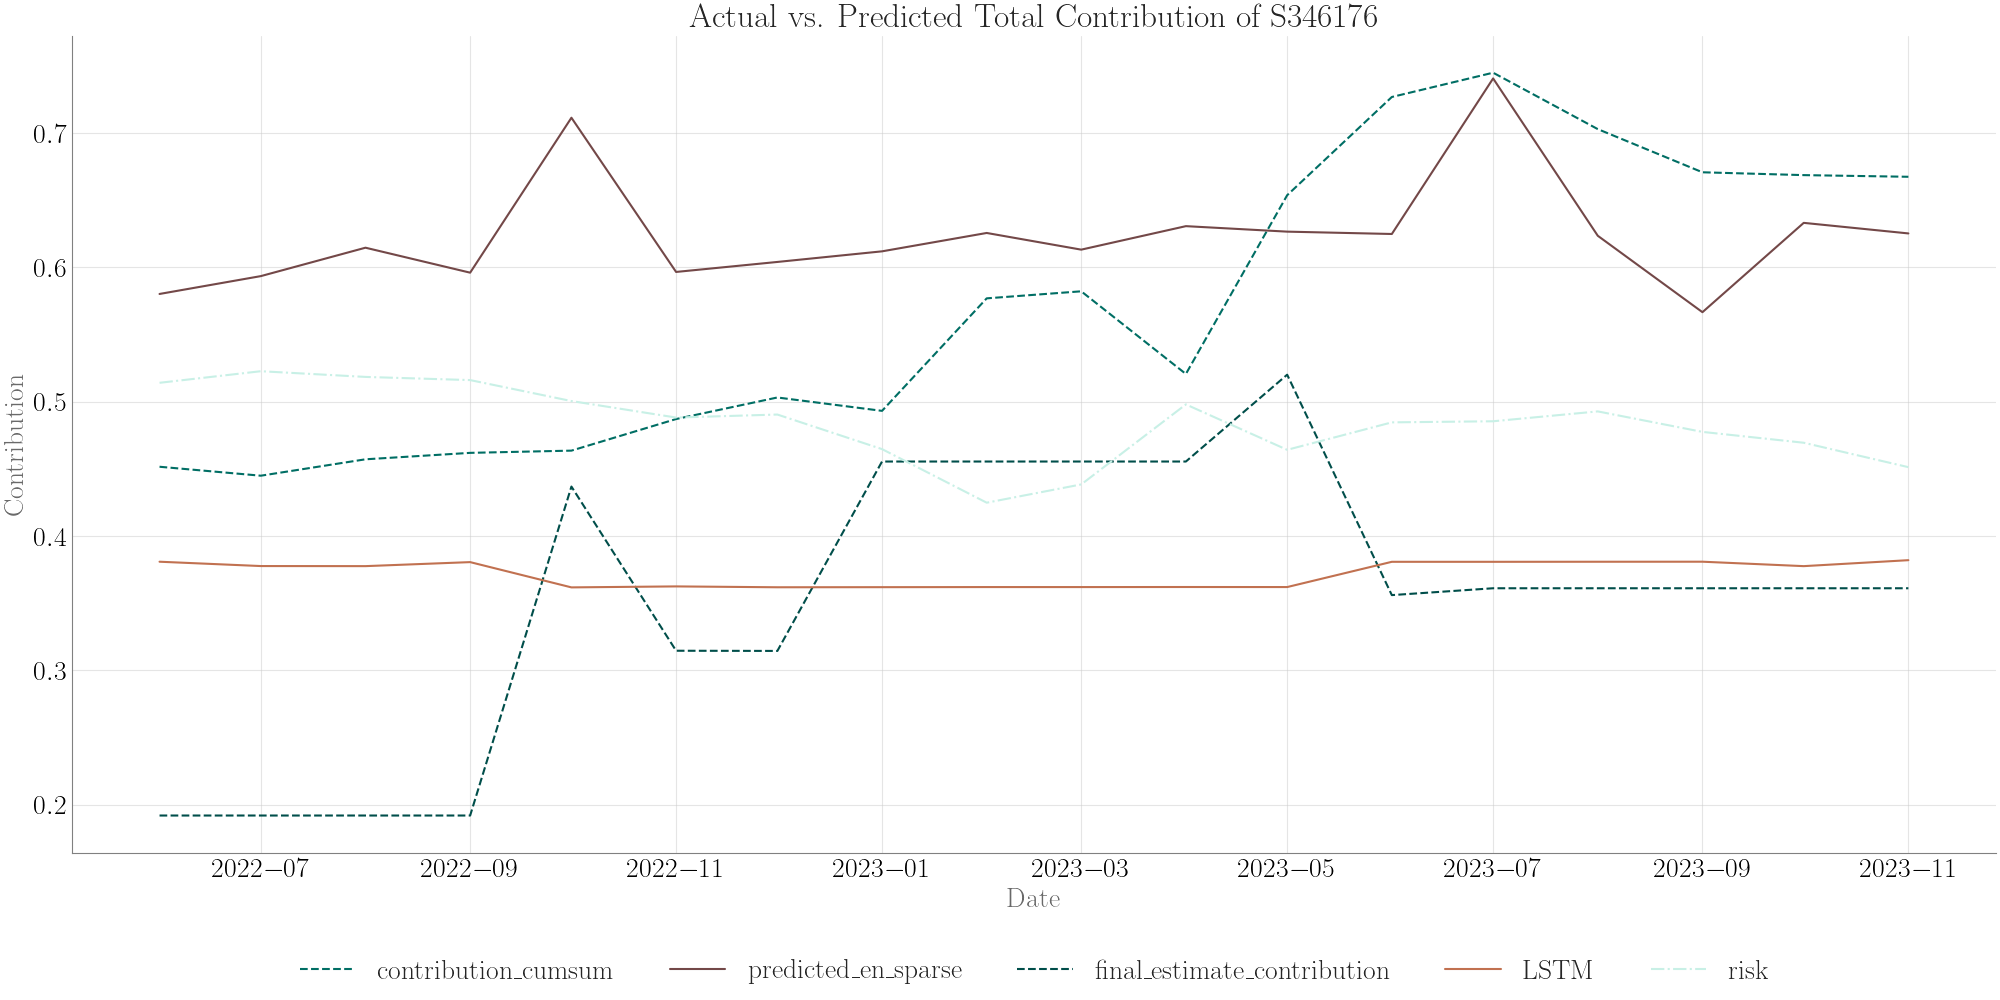 Actual vs. Predicted Total Contribution of S346176
Contribution
0.7
0.6
0.5
0.4
0.3
0.2
2022−07 2022−09 2022−11 2023−01 2023−03 2023−05 2023−07 2023−09 2023−11
Date
contribution_cumsum predicted_en_sparse final_estimate_contribution LSTM risk